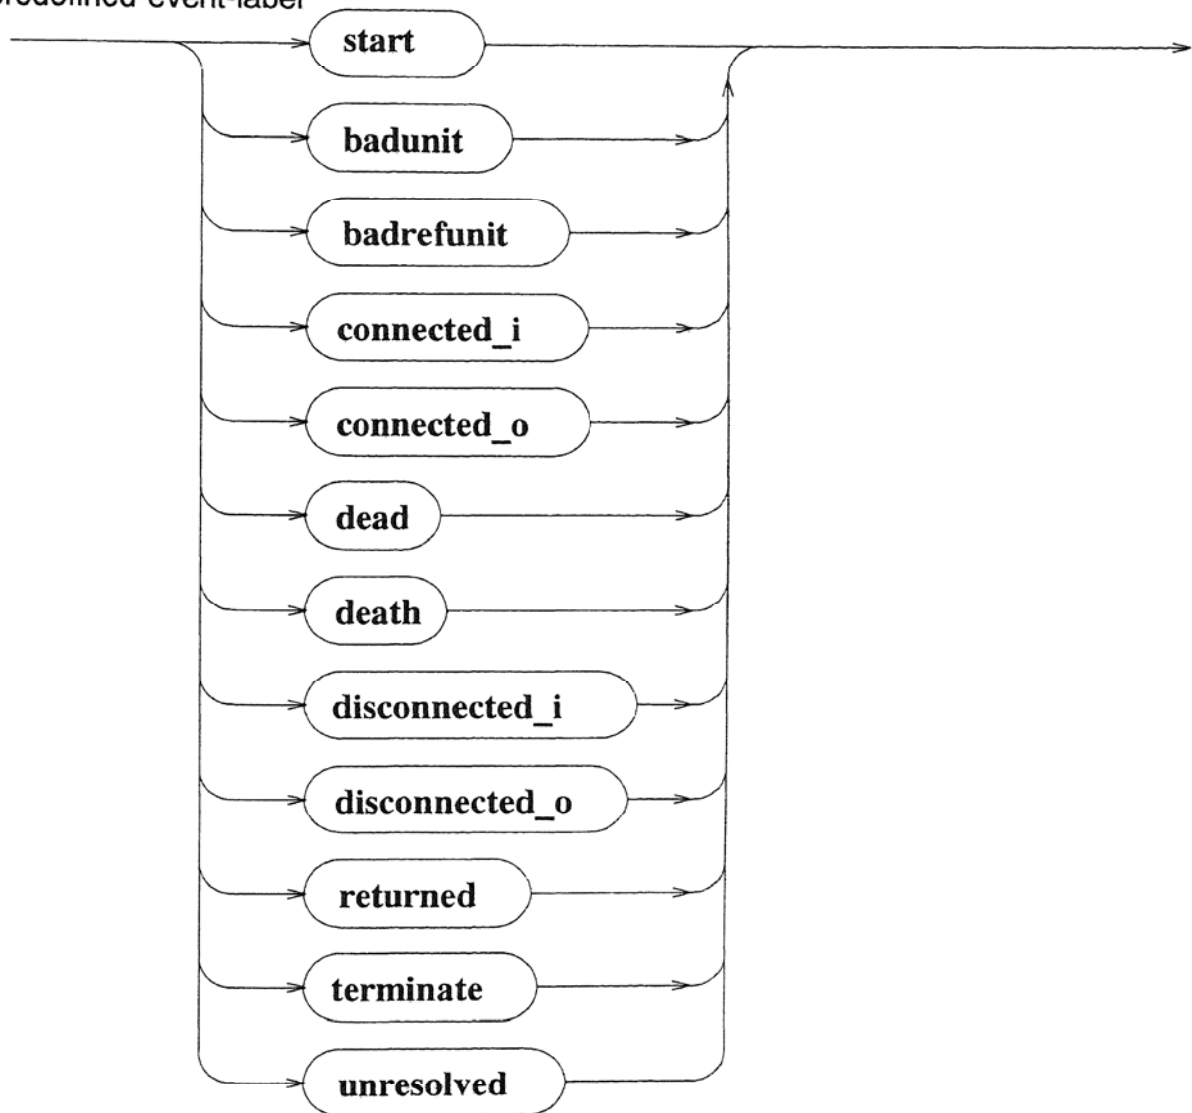 predefined event-label
start
badunit
badrefunit
connected_i
connected_o
dead
death
disconnected_i
disconnected_o
returned
terminate
unresolved